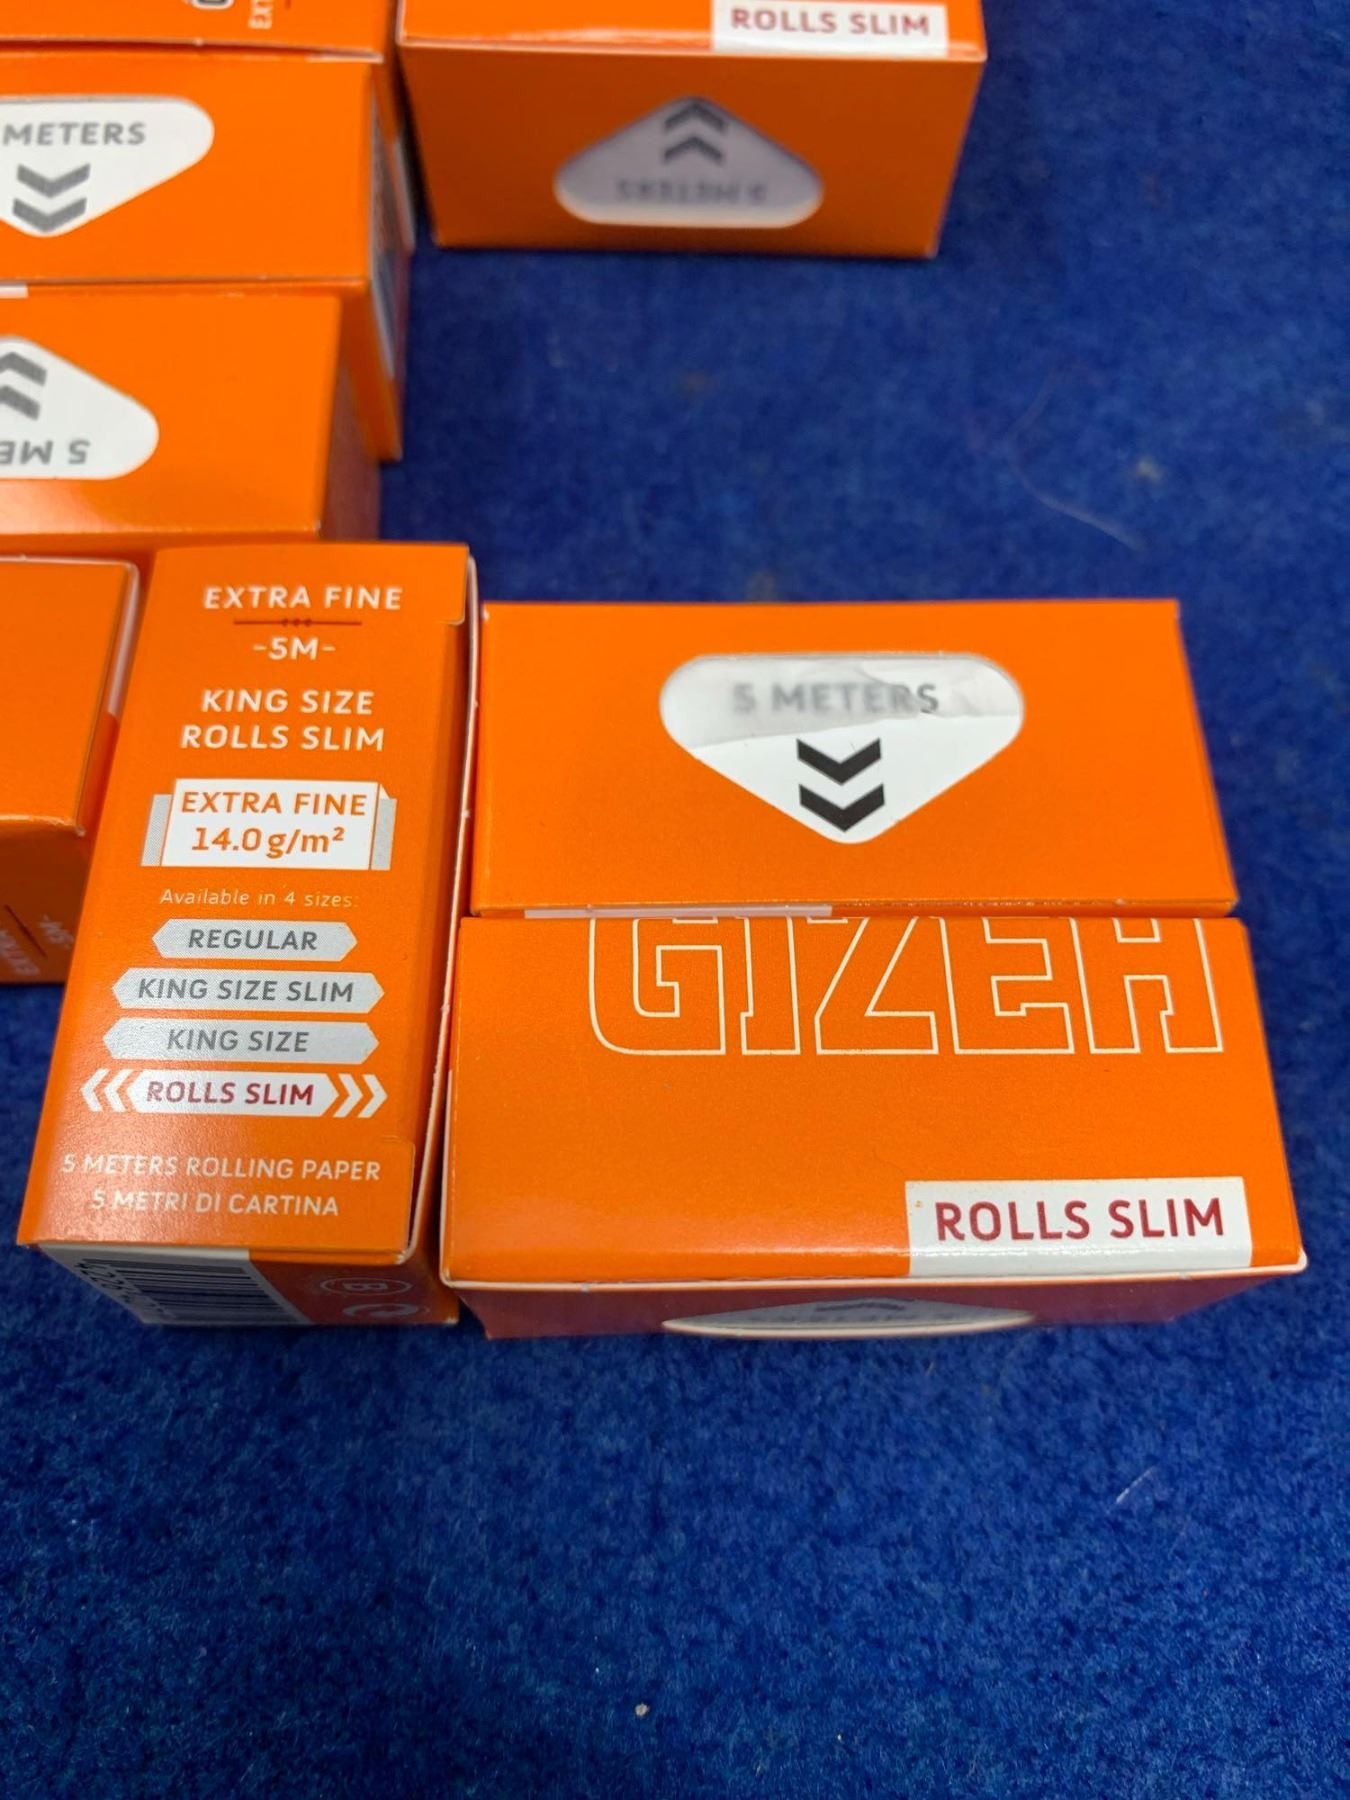 ROLLS SLIM
METERS
5 METERS
5 ME
EXTRA FINE
-5M-
KING SIZE
ROLLS SLIM
EXTRA FINE
14.0 g/m²
Available in 4 sizes:
REGULAR
KING SIZE SLIM
KING SIZE
ROLLS SLIM
5 METERS ROLLING PAPER
5 METRI DI CARTINA
5 METERS
GIZEH
ROLLS SLIM